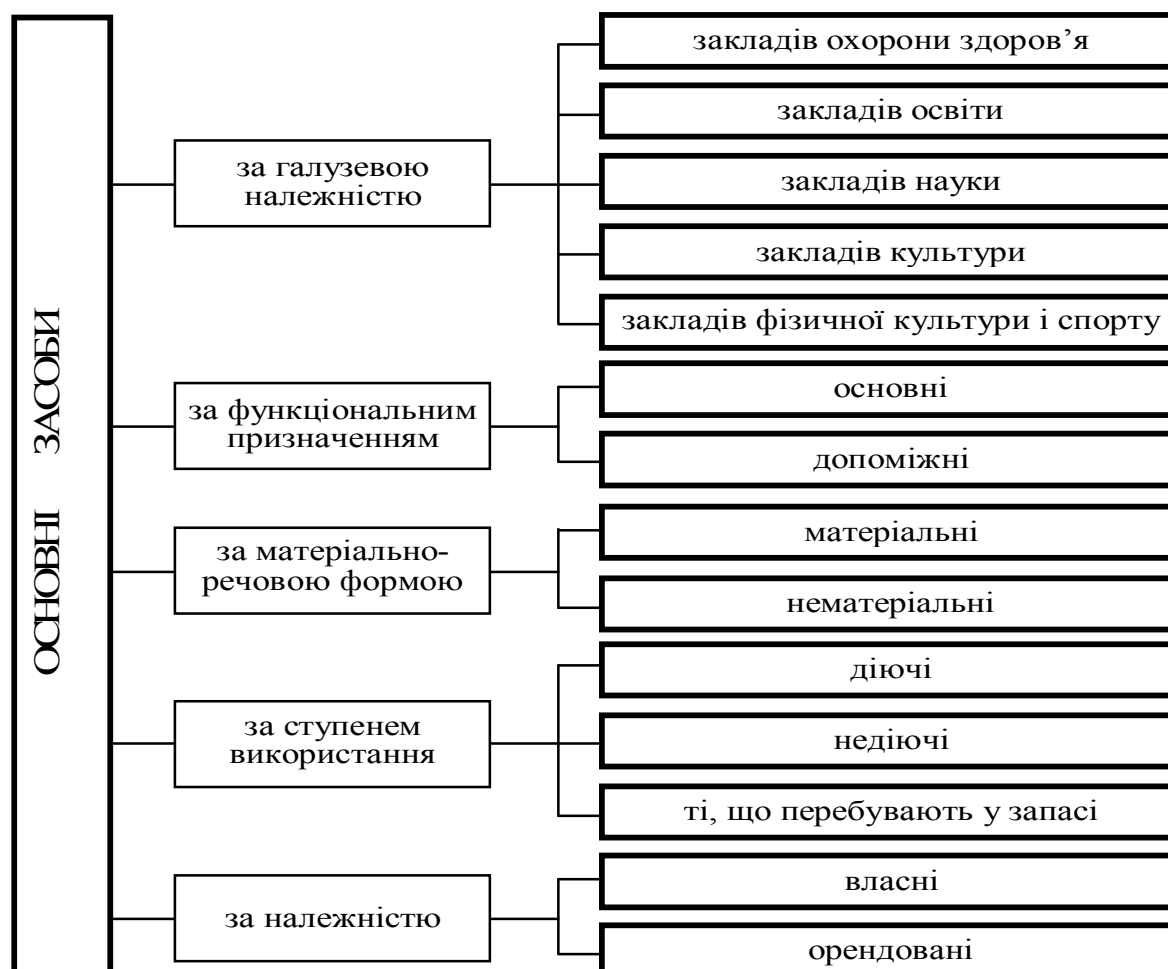 ОСНОВНІ ЗАСОБИ
за галузевою
належністю
закладів охорони здоров’я
закладів освіти
закладів науки
закладів культури
закладів фізичної культури і спорту
за функціональним
призначенням
основні
допоміжні
за матеріально-
речовою формою
матеріальні
нематеріальні
за ступенем
використання
діючі
недіючі
ті, що перебувають у запасі
за належністю
власні
орендовані